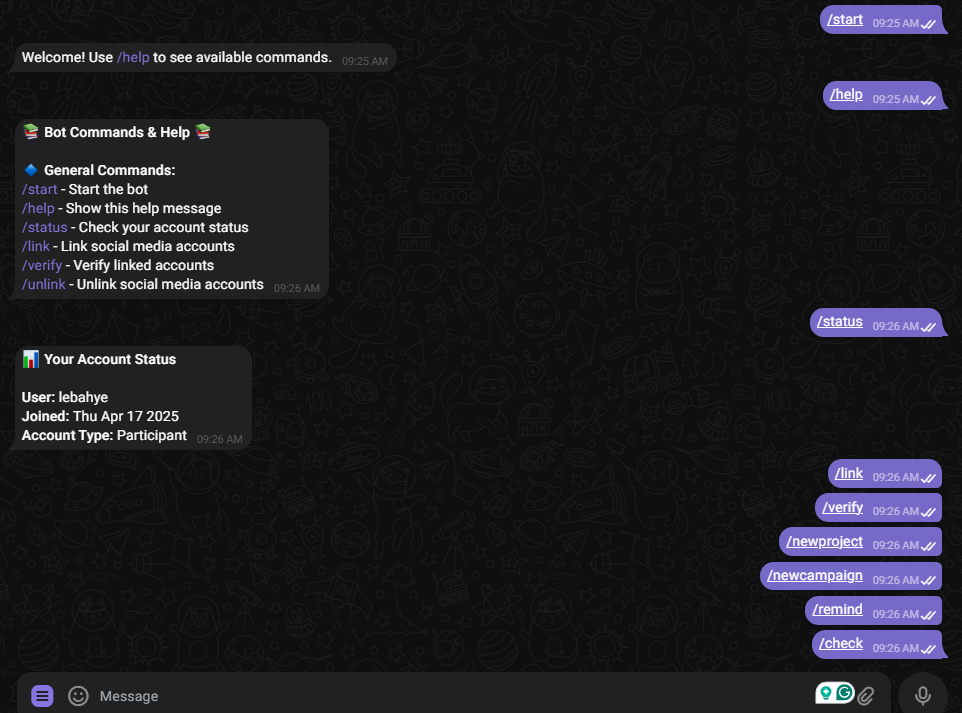 /start 09:25 AM
Welcome! Use /help to see available commands. 09:25 AM
/help 09:25 AM
📚 Bot Commands & Help 📚
🔹 General Commands:
/start - Start the bot
/help - Show this help message
/status - Check your account status
/link - Link social media accounts
/verify - Verify linked accounts
/unlink - Unlink social media accounts 09:26 AM
/status 09:26 AM
📊 Your Account Status
User: lebahye
Joined: Thu Apr 17 2025
Account Type: Participant 09:26 AM
/link 09:26 AM
/verify 09:26 AM
/newproject 09:26 AM
/newcampaign 09:26 AM
/remind 09:26 AM
/check 09:26 AM
Message